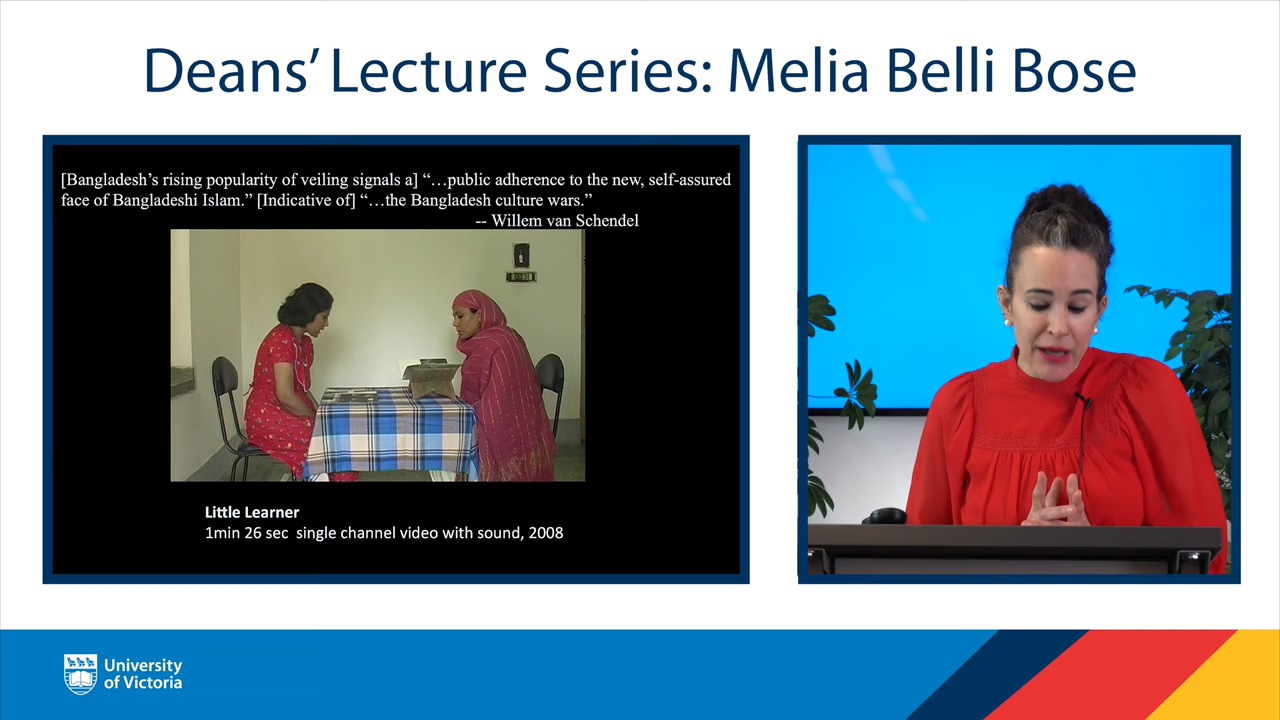 Deans’ Lecture Series: Melia Belli Bose
[Bangladesh’s rising popularity of veiling signals a] “…public adherence to the new, self-assured
face of Bangladeshi Islam.” [Indicative of] “…the Bangladesh culture wars.”
-- Willem van Schendel
Little Learner
1min 26 sec  single channel video with sound, 2008
University
of Victoria